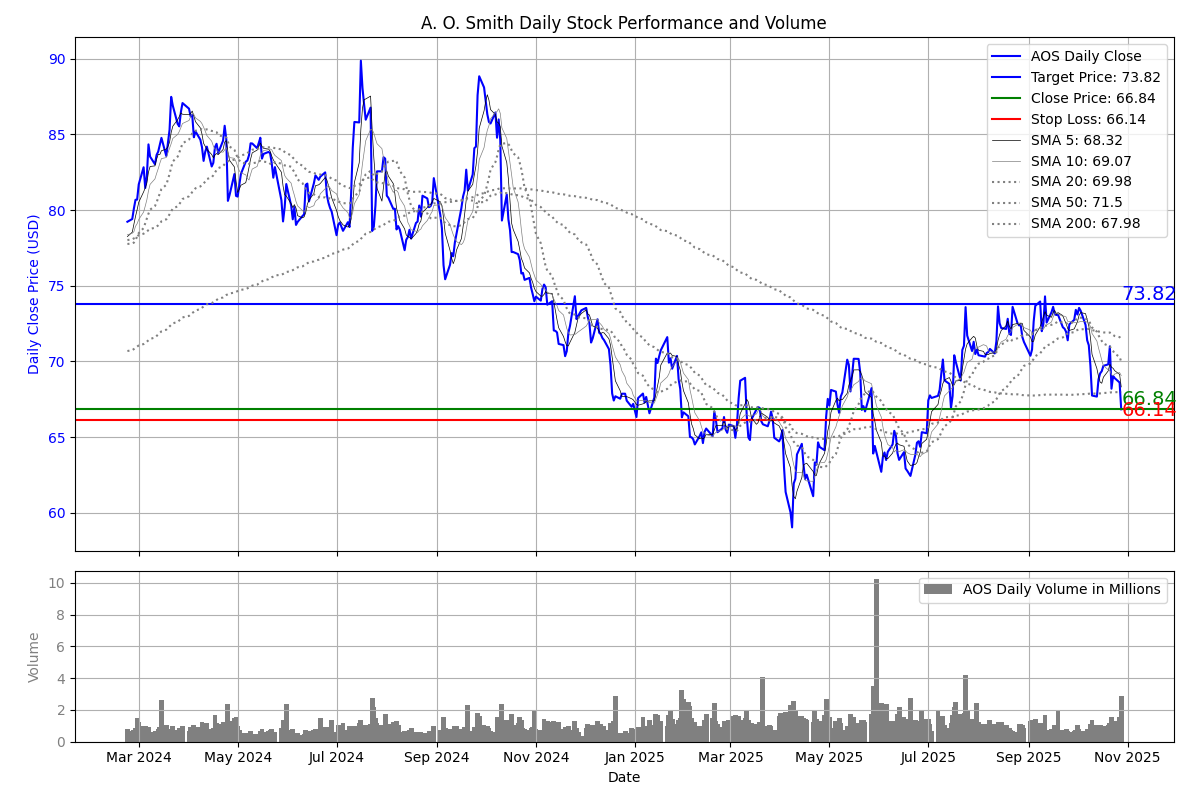 A. O. Smith Daily Stock Performance and Volume
Daily Close Price (USD)
90
85
80
75
70
65
60
AOS Daily Close
Target Price: 73.82
Close Price: 66.84
Stop Loss: 66.14
SMA 5: 68.32
SMA 10: 69.07
SMA 20: 69.98
SMA 50: 71.5
SMA 200: 67.98
73.82
66.84
66.14
Volume
10
8
6
4
2
0
AOS Daily Volume in Millions
Mar 2024 May 2024 Jul 2024 Sep 2024 Nov 2024 Jan 2025 Mar 2025 May 2025 Jul 2025 Sep 2025 Nov 2025
Date